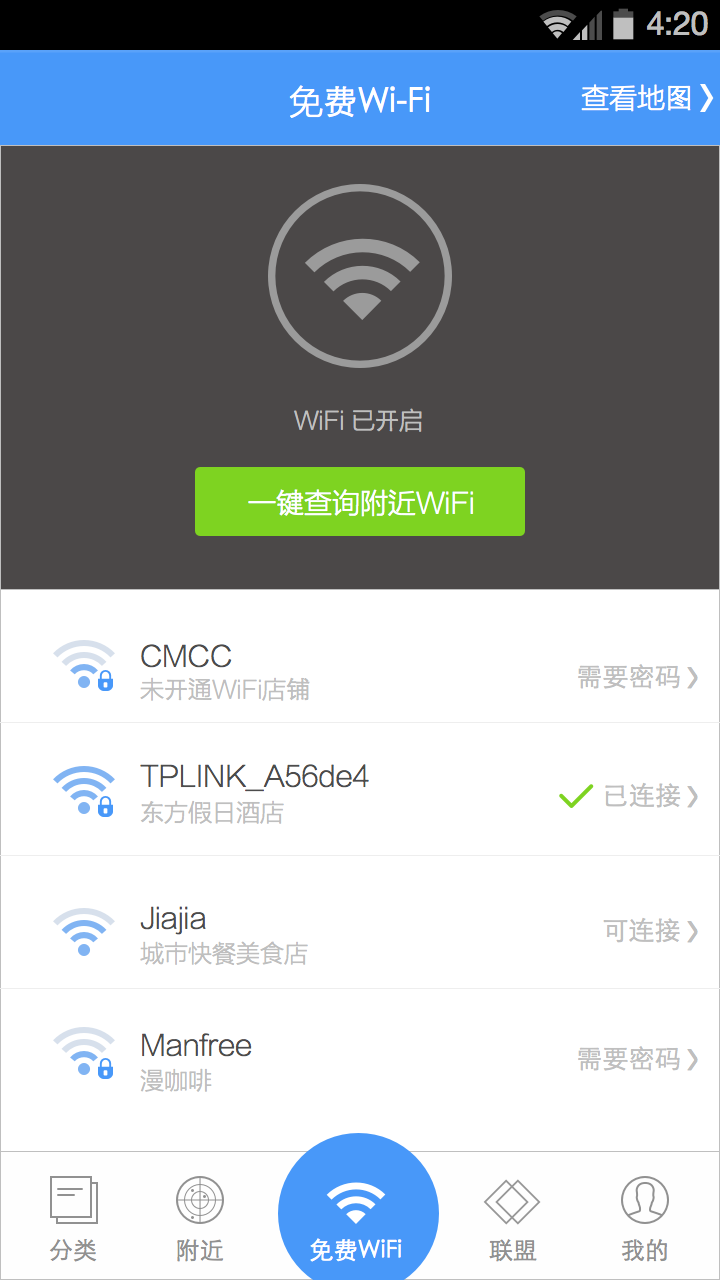 4:20
免费Wi-Fi
查看地图
WiFi 已开启
一键查询附近WiFi
CMCC
未开通WiFi店铺
需要密码
TPLINK_A56de4
东方假日酒店
已连接
Jiajia
城市快餐美食店
可连接
Manfree
漫咖啡
需要密码
分类
附近
免费WiFi
联盟
我的